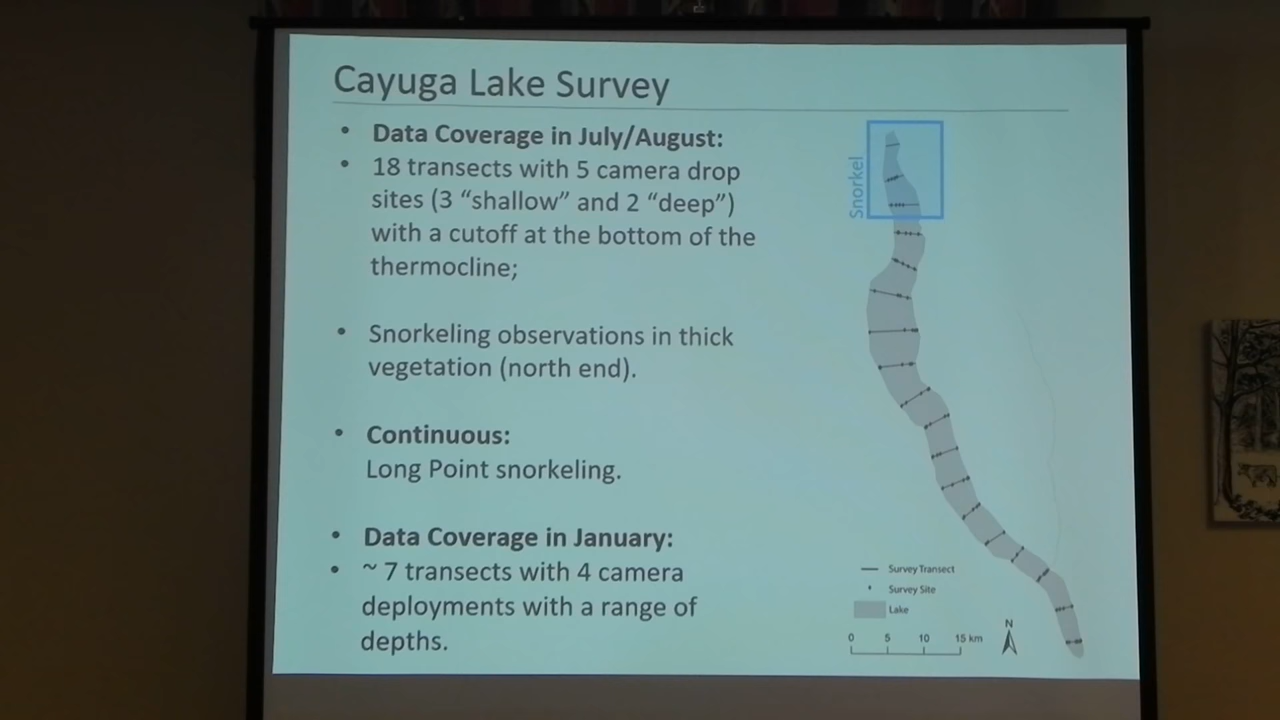 Cayuga Lake Survey
• Data Coverage in July/August:
• 18 transects with 5 camera drop
sites (3 “shallow” and 2 “deep”)
with a cutoff at the bottom of the
thermocline;
• Snorkeling observations in thick
vegetation (north end).
• Continuous:
Long Point snorkeling.
• Data Coverage in January:
• ~ 7 transects with 4 camera
deployments with a range of
depths.
Snorkel
Survey Transect
Survey Site
Lake
0 5 10 15 km
N